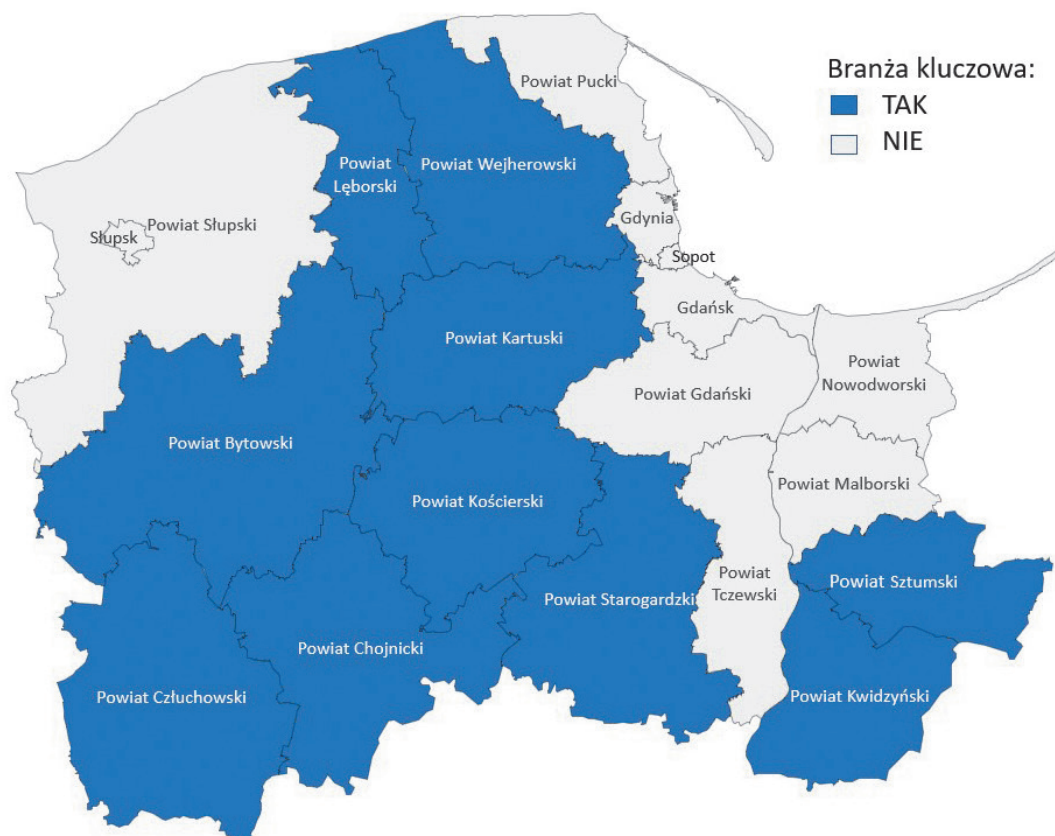 Branża kluczowa:
TAK
NIE
Powiat Pucki
Powiat
Lęborski
Powiat Wejherowski
Powiat Słupski
Słupsk
Gdynia
Sopot
Gdańsk
Powiat Kartuski
Powiat
Nowodworski
Powiat Gdański
Powiat Bytowski
Powiat Malborski
Powiat Kościerski
Powiat
Tczewski
Powiat Sztumski
Powiat Starogardzki
Powiat Chojnicki
Powiat Człuchowski
Powiat Kwidzyński